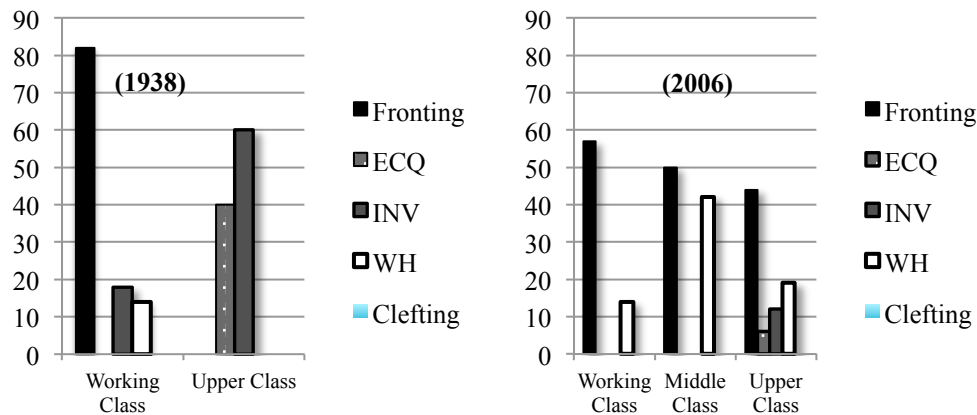 90
80
70
60
50
40
30
20
10
0
(1938)
Working
Class
Upper Class
Fronting
ECQ
INV
WH
Clefting
90
80
70
60
50
40
30
20
10
0
(2006)
Working
Class
Middle
Class
Upper
Class
Fronting
ECQ
INV
WH
Clefting